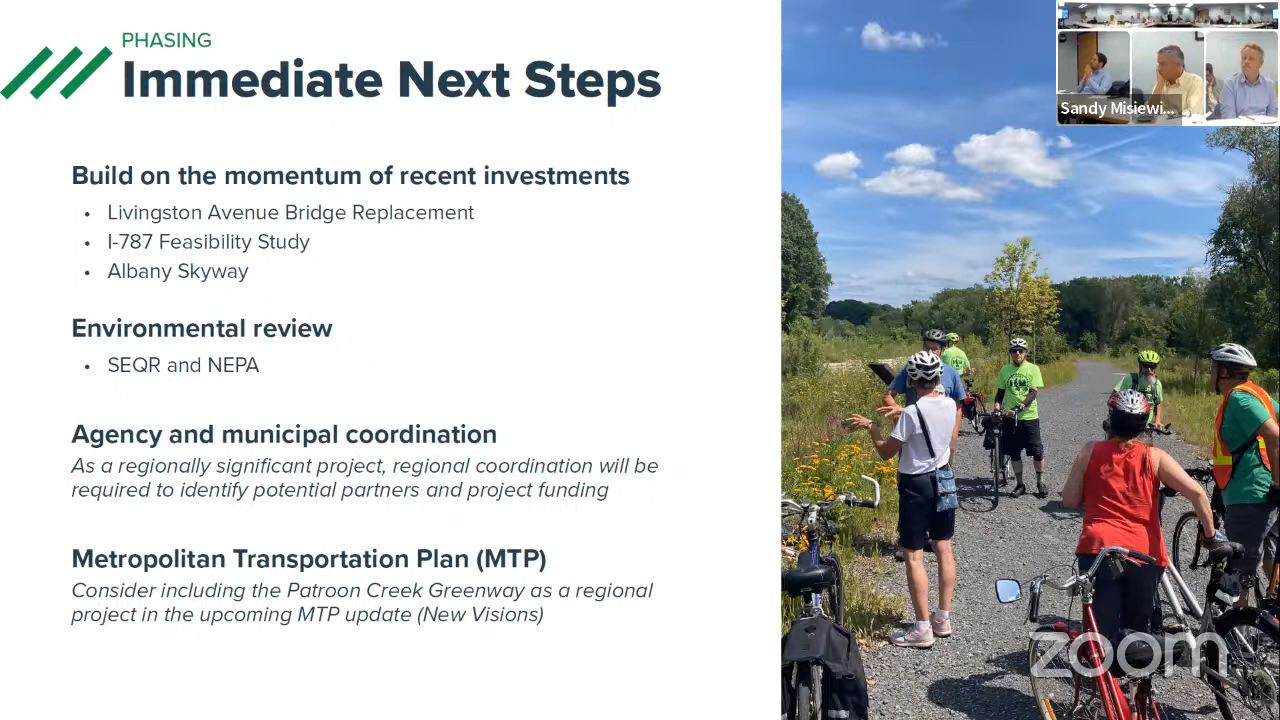 PHASING
Immediate Next Steps
Build on the momentum of recent investments
• Livingston Avenue Bridge Replacement
• I-787 Feasibility Study
• Albany Skyway
Environmental review
• SEQR and NEPA
Agency and municipal coordination
As a regionally significant project, regional coordination will be
required to identify potential partners and project funding
Metropolitan Transportation Plan (MTP)
Consider including the Patroon Creek Greenway as a regional
project in the upcoming MTP update (New Visions)
Sandy Misiewi...
zoom